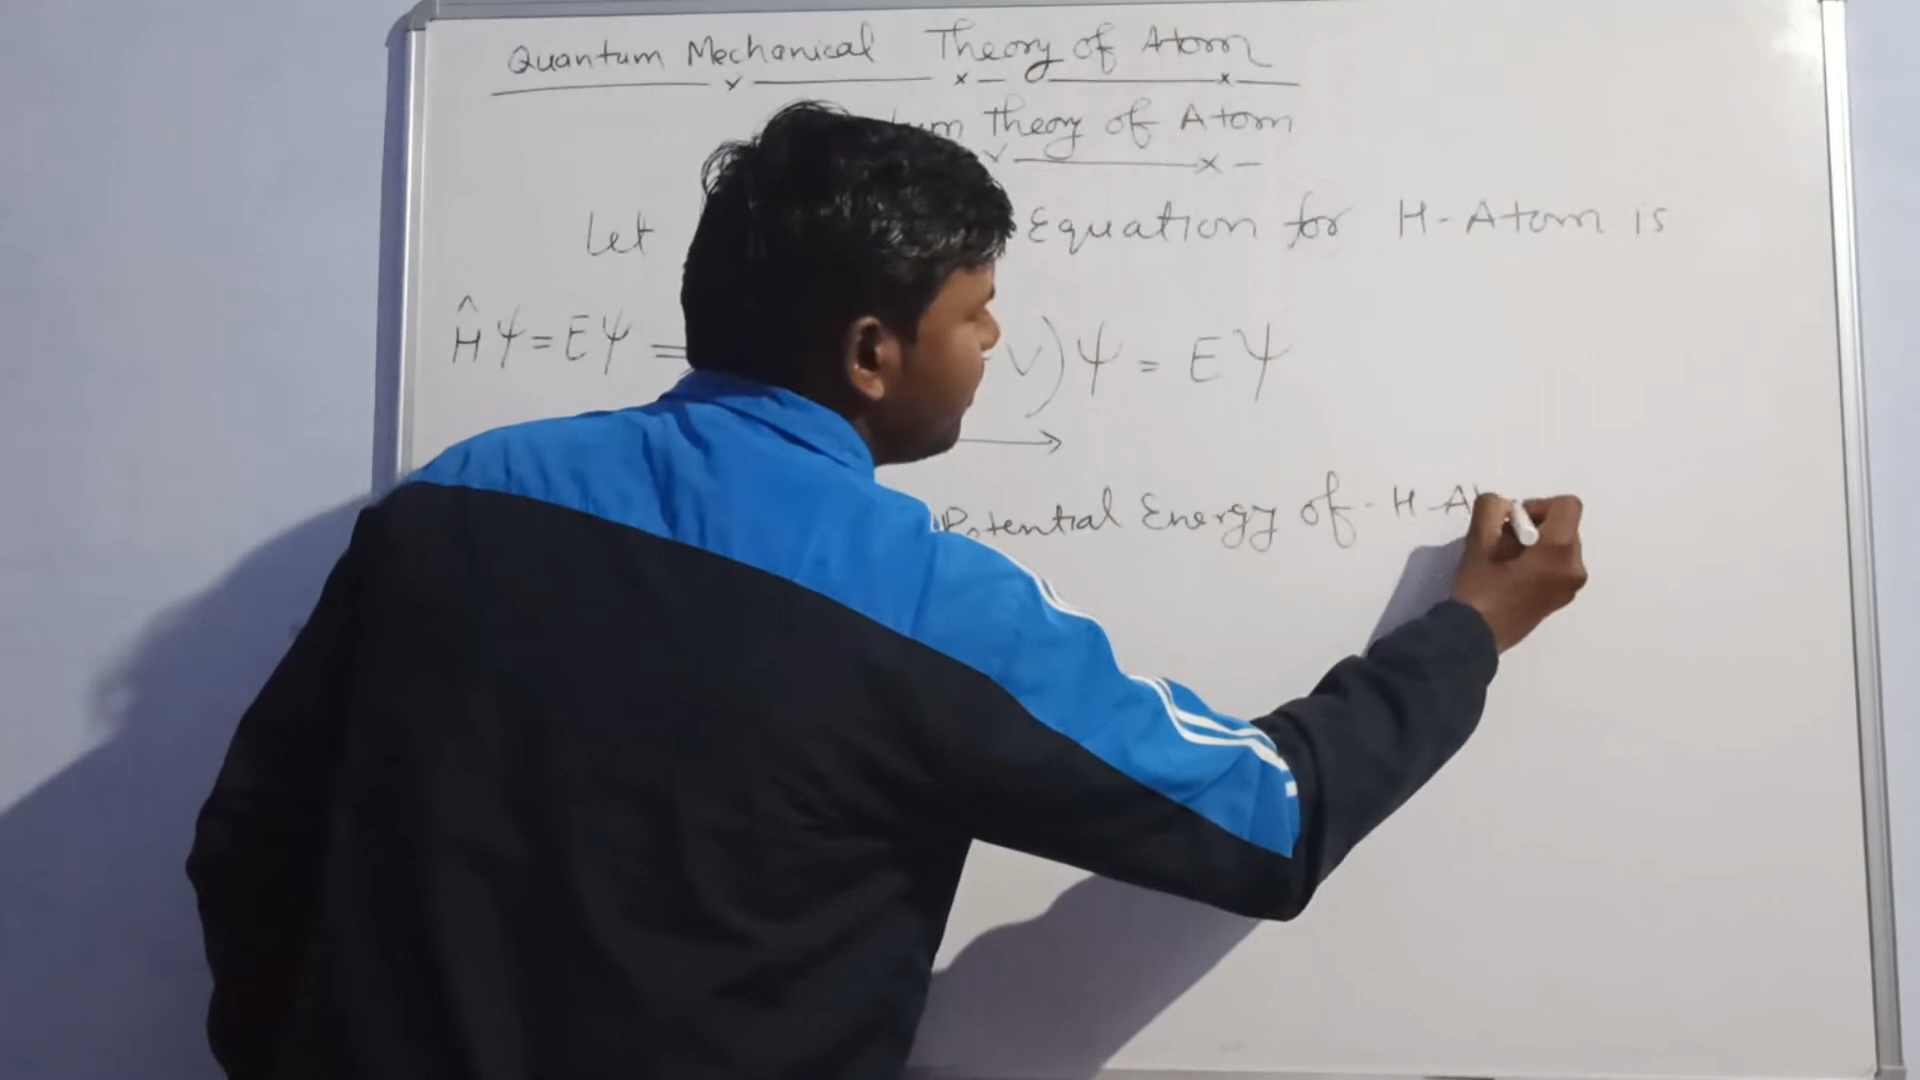 Quantum Mechanical Theory of Atom
Theory of Atom
Let Equation for H-Atom is
Ĥψ=Eψ = V)ψ = Eψ
Potential Energy of H-